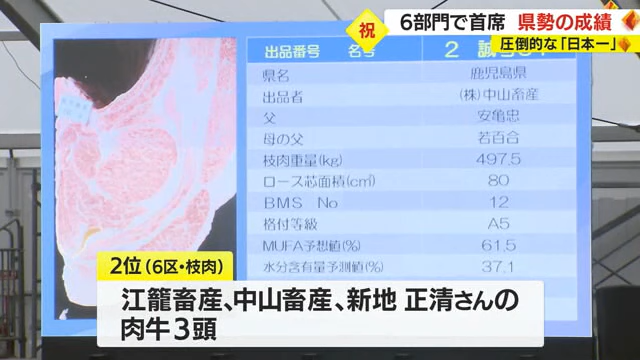 祝
6部門で首席 県勢の成績
圧倒的な「日本一」
出品番号 名号 2
県名 鹿児島県
出品者 (株)中山畜産
父 安亀忠
母の父 若百合
枝肉重量(kg) 497.5
ロース芯面積(c㎡) 80
BMS No 12
格付等級 A5
MUFA予想値(%) 61.5
水分含有量予測値(%) 37.1
2位(6区・枝肉)
江籠畜産、中山畜産、新地 正清さんの
肉牛3頭